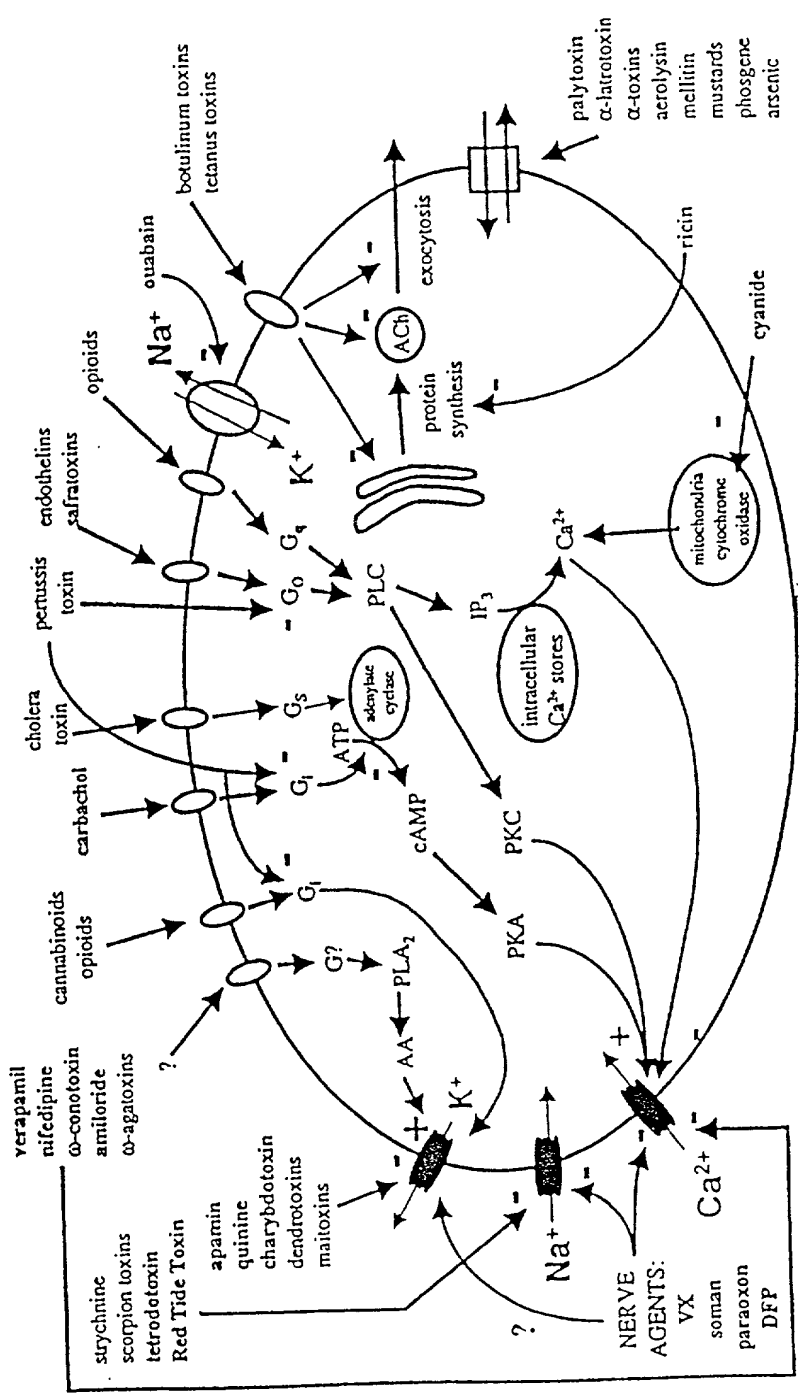 verapamil
nifedipine
ω-conotoxin
amiloride
ω-agatoxins
strychnine
scorpion toxins
tetrodotoxin
Red Tide Toxin
apamin
quinine
charybdotoxin
dendrotoxins
maitoxins
?
cannabinoids
opioids
carbachol
cholera
toxin
pertussis
toxin
endothelins
safratoxins
opioids
ouabain
botulinum toxins
tetanus toxins
Na⁺
-
K⁺
G?
Gᵢ
-
Gᵢ
-
Gₛ
Gₒ
-
G_q
PLA₂
AA
+
-
K⁺
ATP
-
adenylate
cyclase
cAMP
PLC
-
-
-
ACh
exocytosis
protein
synthesis
-
PKA
PKC
IP₃
intracellular
Ca²⁺ stores
Ca²⁺
mitochondria
cytochrome
oxidase
-
cyanide
ricin
palytoxin
α-latrotoxin
α-toxins
aerolysin
mellitin
mustards
phosgene
arsenic
?
Na⁺
-
-
NERVE
AGENTS:
VX
soman
paraoxon
DFP
Ca²⁺
-
-
+
-